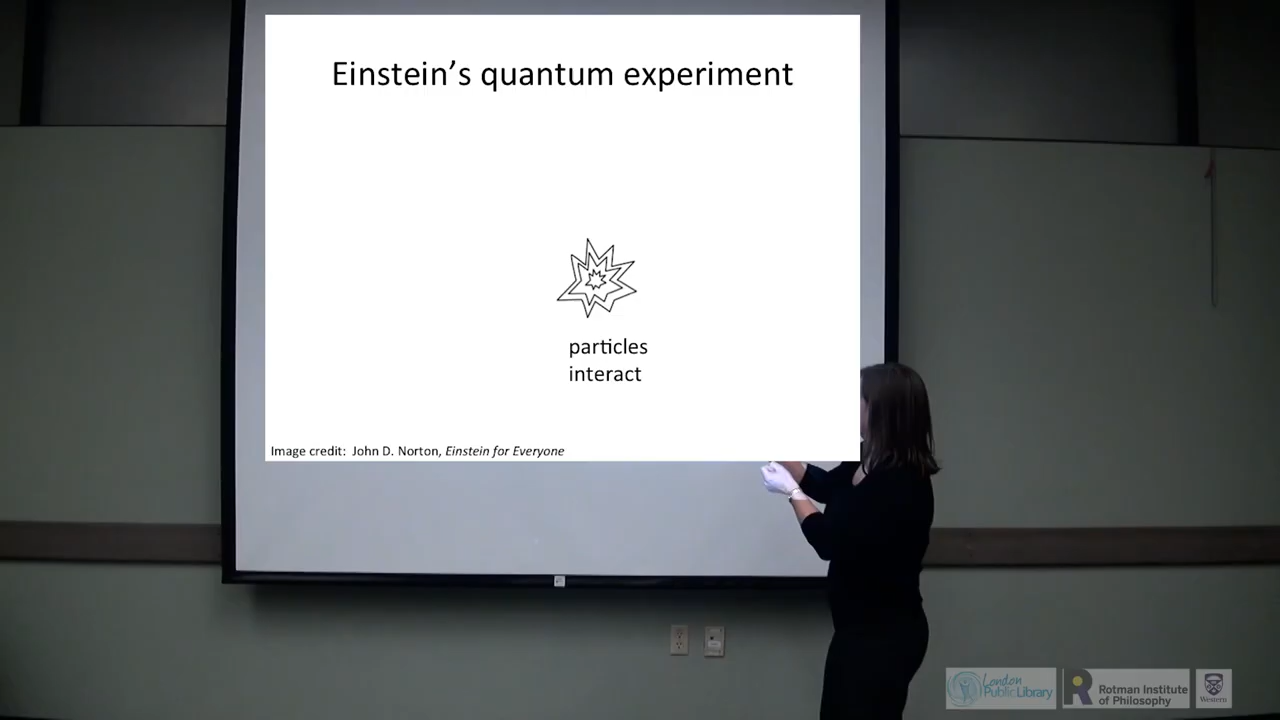 Einstein’s quantum experiment
particles
interact
Image credit: John D. Norton, Einstein for Everyone
London
Public Library
Rotman Institute
of Philosophy
Western